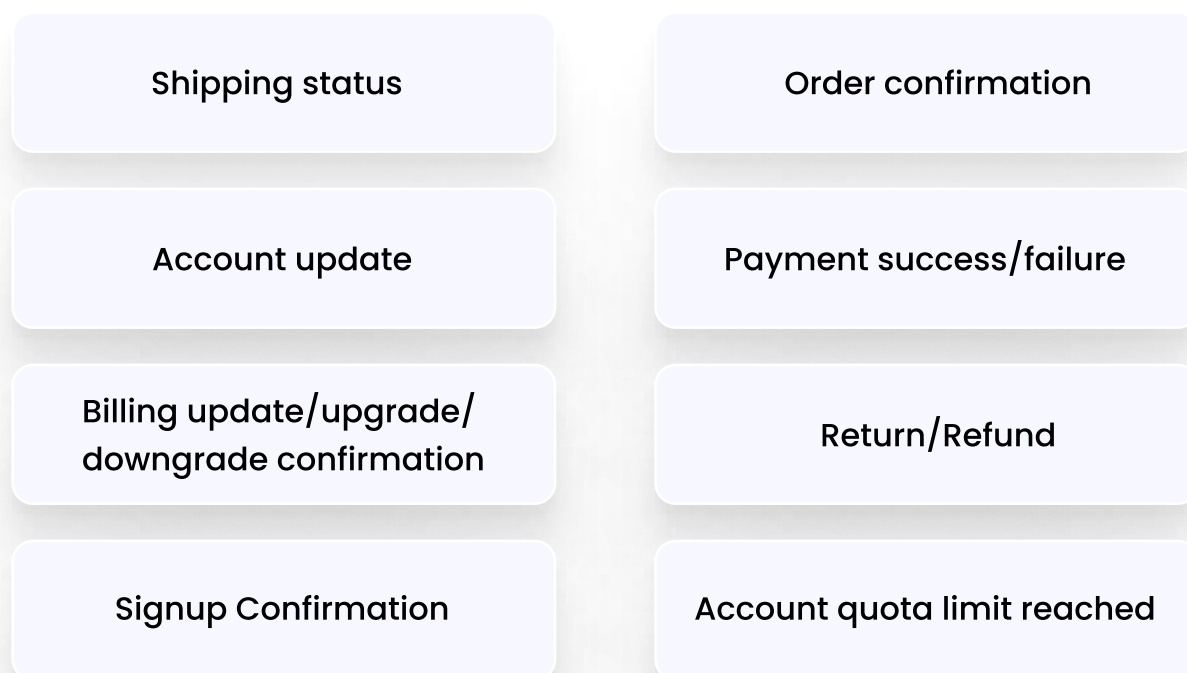 Shipping status
Order confirmation
Account update
Payment success/failure
Billing update/upgrade/
downgrade confirmation
Return/Refund
Signup Confirmation
Account quota limit reached